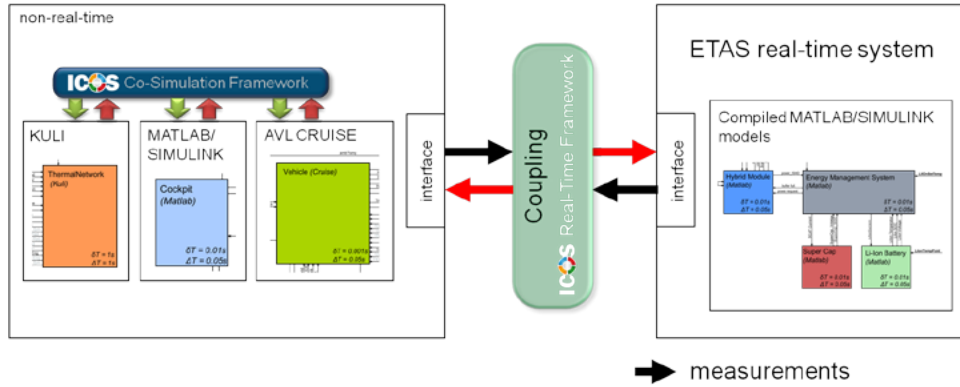 non-real-time
ICOS Co-Simulation Framework
KULI
ThermalNetwork
(Kuli)
δT = 1s
ΔT = 1s
MATLAB/
SIMULINK
Cockpit
(Matlab)
δT = 0.01s
ΔT = 0.05s
AVL CRUISE
Vehicle (Cruise)
δT = 0.001s
ΔT = 0.05s
interface
Coupling
ICOS Real-Time Framework
interface
ETAS real-time system
Compiled MATLAB/SIMULINK
models
Hybrid Module
(Matlab)
δT = 0.01s
ΔT = 0.05s
Energy Management System
(Matlab)
δT = 0.01s
ΔT = 0.05s
Super Cap
(Matlab)
δT = 0.01s
ΔT = 0.05s
Li-Ion Battery
(Matlab)
δT = 0.01s
ΔT = 0.05s
measurements